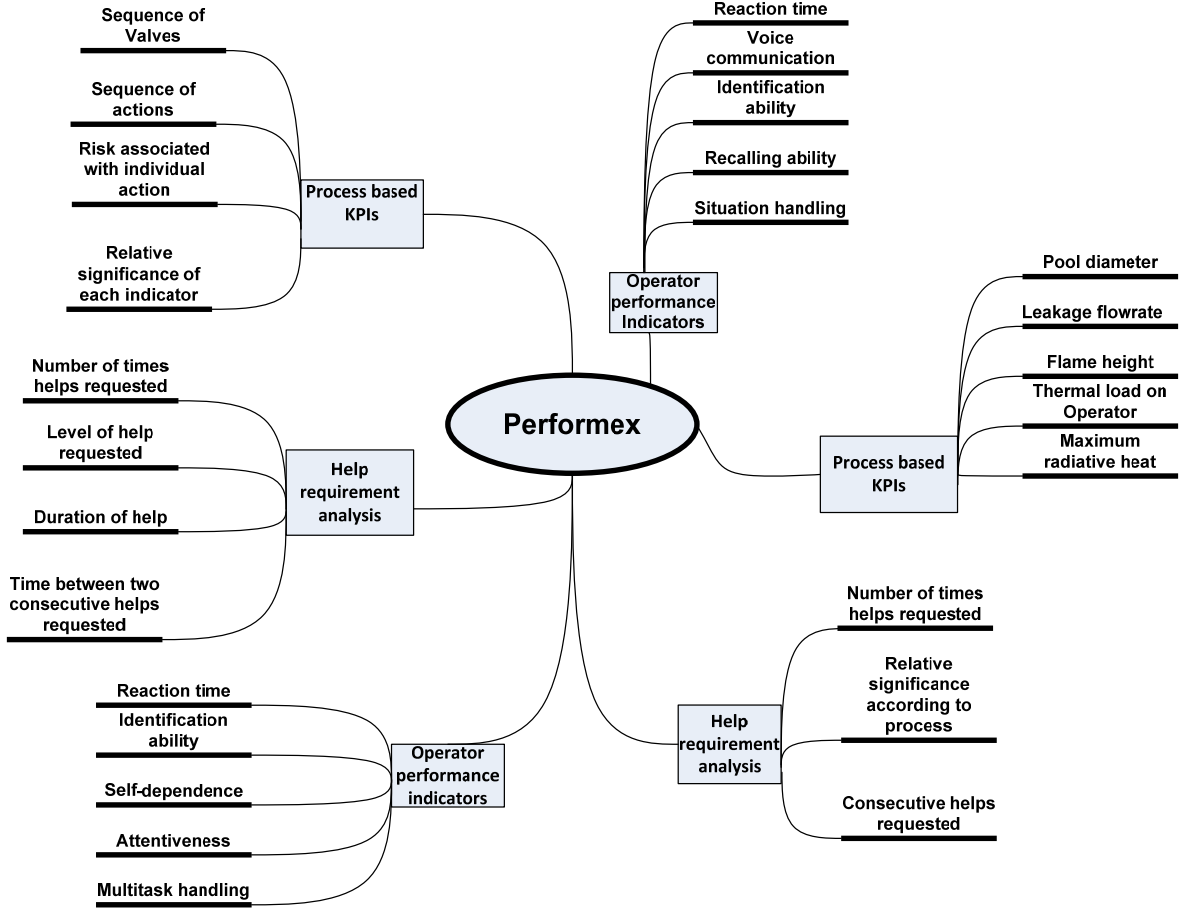 Sequence of
Valves
Sequence of
actions
Risk associated
with individual
action
Relative
significance of
each indicator
Process based
KPIs
Reaction time
Voice
communication
Identification
ability
Recalling ability
Situation handling
Operator
performance
Indicators
Pool diameter
Leakage flowrate
Flame height
Thermal load on
Operator
Maximum
radiative heat
Process based
KPIs
Performex
Number of times
helps requested
Level of help
requested
Duration of help
Time between two
consecutive helps
requested
Help
requirement
analysis
Number of times
helps requested
Relative
significance
according to
process
Consecutive helps
requested
Help
requirement
analysis
Reaction time
Identification
ability
Self-dependence
Attentiveness
Multitask handling
Operator
performance
indicators